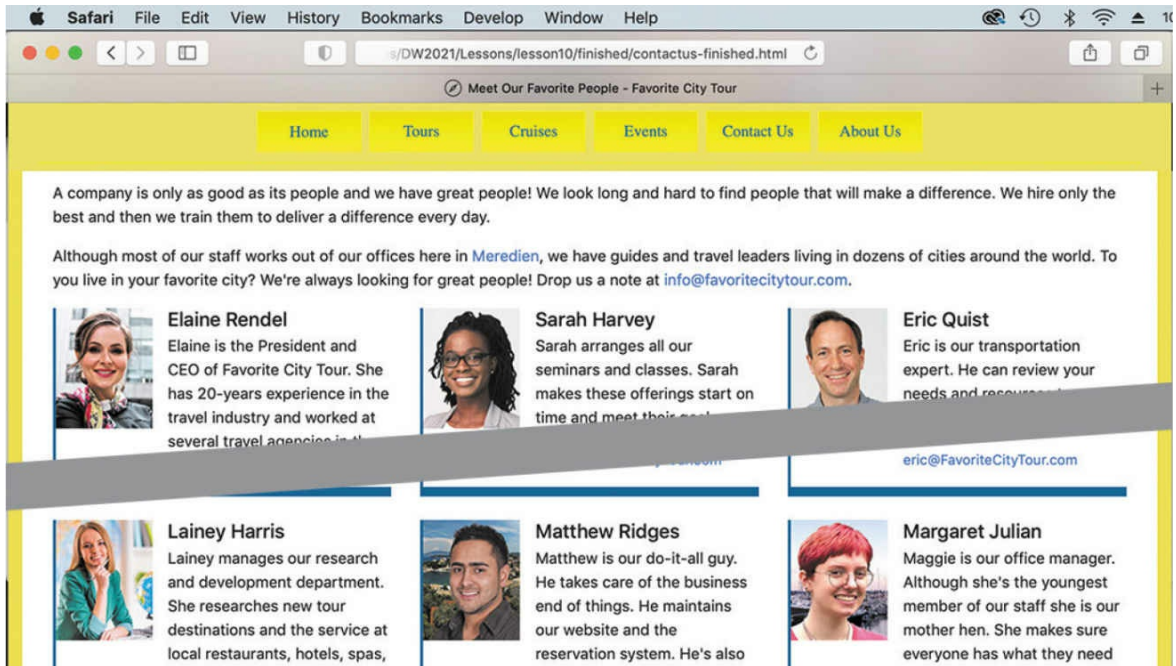 Safari File Edit View History Bookmarks Develop Window Help
s/DW2021/Lessons/lesson10/finished/contactus-finished.html
Meet Our Favorite People - Favorite City Tour
Home Tours Cruises Events Contact Us About Us
A company is only as good as its people and we have great people! We look long and hard to find people that will make a difference. We hire only the
best and then we train them to deliver a difference every day.
Although most of our staff works out of our offices here in Meredien, we have guides and travel leaders living in dozens of cities around the world. To
you live in your favorite city? We're always looking for great people! Drop us a note at info@favoritecitytour.com.
Elaine Rendel
Elaine is the President and
CEO of Favorite City Tour. She
has 20-years experience in the
travel industry and worked at
several travel agencies in
Sarah Harvey
Sarah arranges all our
seminars and classes. Sarah
makes these offerings start on
time and meet their
Eric Quist
Eric is our transportation
expert. He can review your
needs and
eric@FavoriteCityTour.com
Lainey Harris
Lainey manages our research
and development department.
She researches new tour
destinations and the service at
local restaurants, hotels, spas,
Matthew Ridges
Matthew is our do-it-all guy.
He takes care of the business
end of things. He maintains
our website and the
reservation system. He's also
Margaret Julian
Maggie is our office manager.
Although she's the youngest
member of our staff she is our
mother hen. She makes sure
everyone has what they need